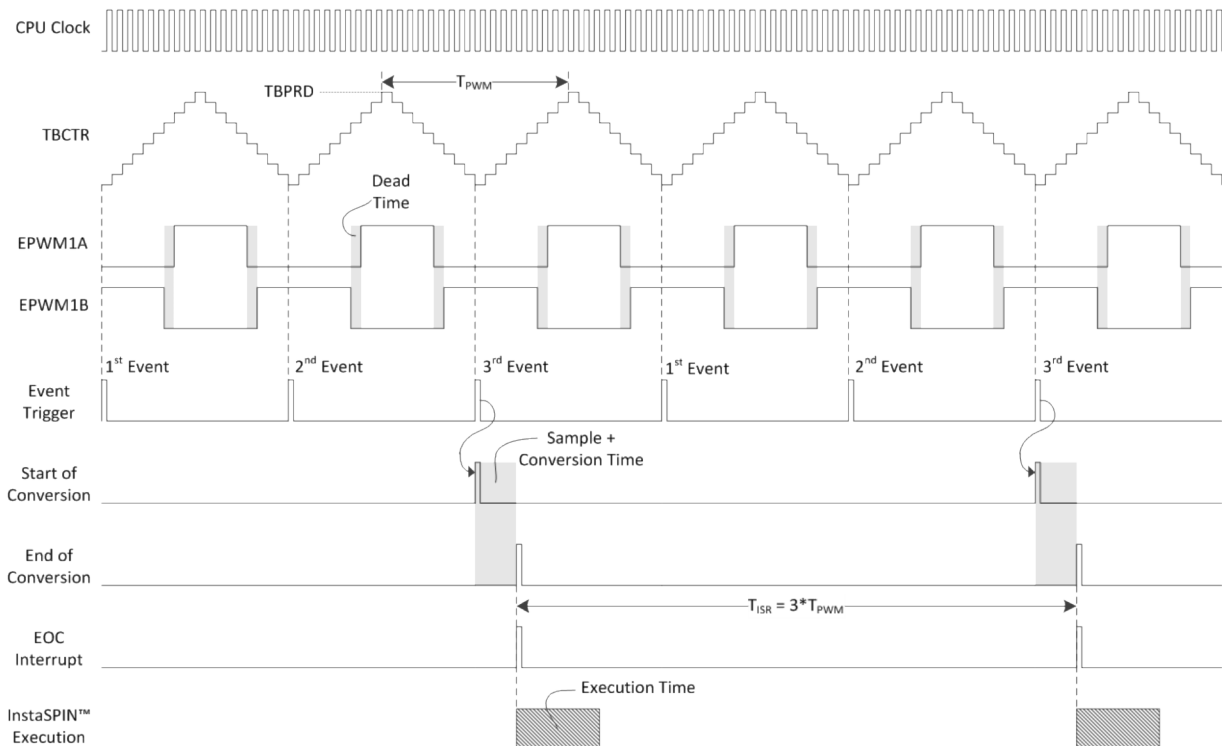 CPU Clock
TBPRD
T_PWM
TBCTR
Dead
Time
EPWM1A
EPWM1B
1st Event
2nd Event
3rd Event
1st Event
2nd Event
3rd Event
Event
Trigger
Sample +
Conversion Time
Start of
Conversion
End of
Conversion
T_ISR = 3*T_PWM
EOC
Interrupt
Execution Time
InstaSPIN™
Execution